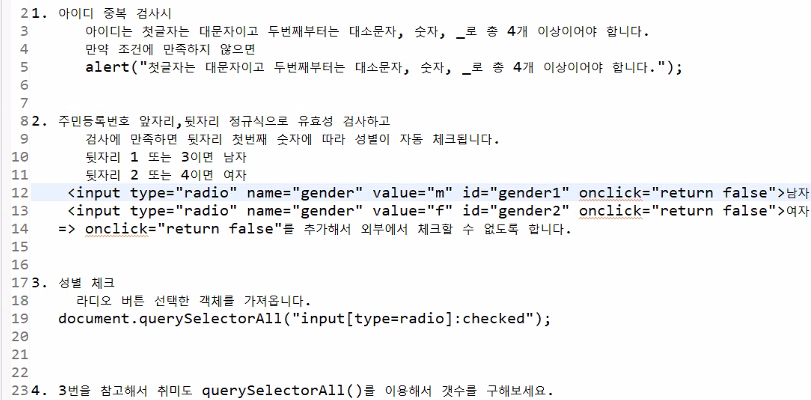 2 1. 아이디 중복 검사시
3 아이디는 첫글자는 대문자이고 두번째부터는 대소문자, 숫자, _로 총 4개 이상이어야 합니다.
4 만약 조건에 만족하지 않으면
5 alert("첫글자는 대문자이고 두번째부터는 대소문자, 숫자, _로 총 4개 이상이어야 합니다.");
6
7
8 2. 주민등록번호 앞자리,뒷자리 정규식으로 유효성 검사하고
9 검사에 만족하면 뒷자리 첫번째 숫자에 따라 성별이 자동 체크됩니다.
10 뒷자리 1 또는 3이면 남자
11 뒷자리 2 또는 4이면 여자
12 <input type="radio" name="gender" value="m" id="gender1" onclick="return false">남자
13 <input type="radio" name="gender" value="f" id="gender2" onclick="return false">여자
14 => onclick="return false"를 추가해서 외부에서 체크할 수 없도록 합니다.
15
16
17 3. 성별 체크
18 라디오 버튼 선택한 객체를 가져옵니다.
19 document.querySelectorAll("input[type=radio]:checked");
20
21
22
23 4. 3번을 참고해서 취미도 querySelectorAll()를 이용해서 갯수를 구해보세요.